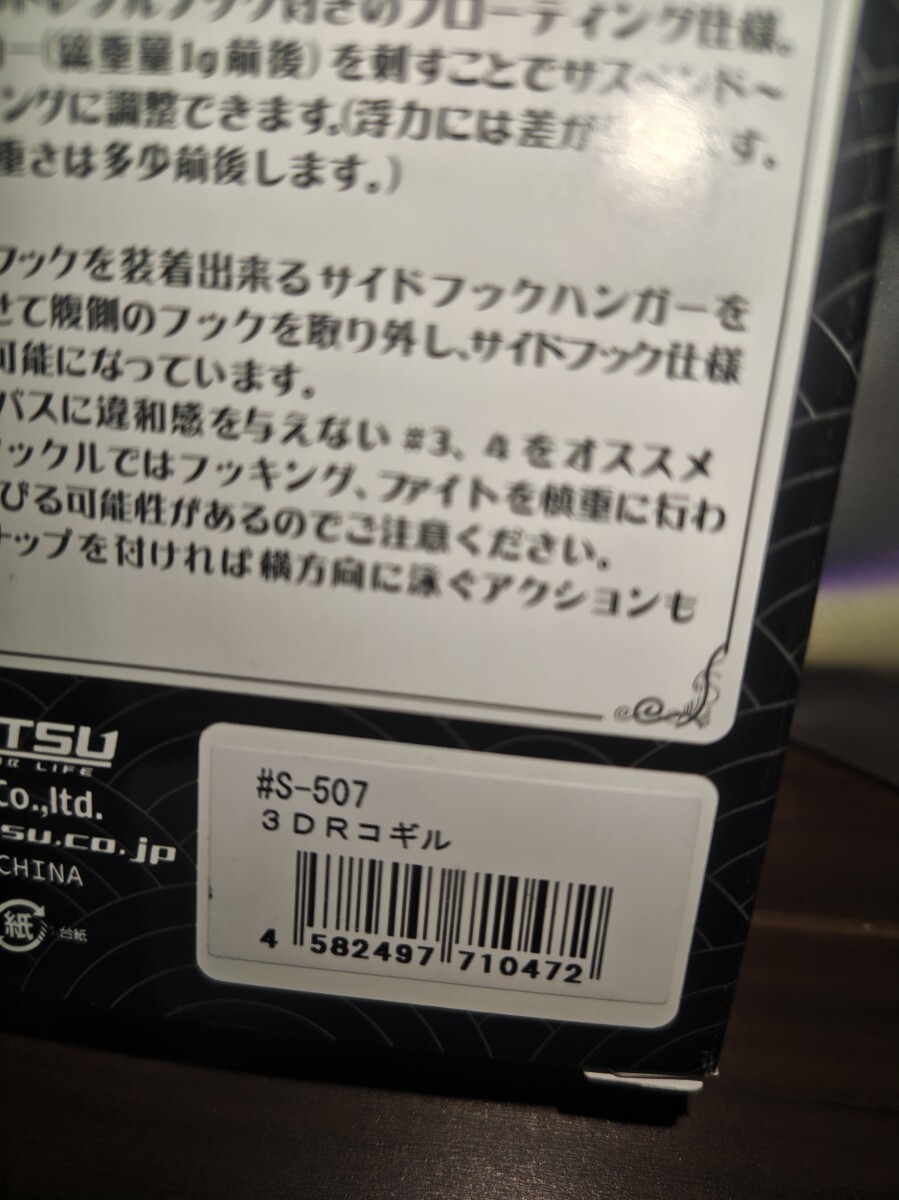 フック付きのフローティング仕様。
ー(総重量1g前後)を刺すことでサスペンド〜
ングに調整できます。(浮力には差が す。
重さは多少前後します。)
フックを装着出来るサイドフックハンガーを
せて腹側のフックを取り外し、サイドフック仕様
可能になっています。
バスに違和感を与えない#3、4をオススメ
ックルではフッキング、ファイトを慎重に行わ
びる可能性があるのでご注意ください。
ナップを付ければ横方向に泳ぐアクションも
TSU
OR LIFE
Co.,ltd.
su.co.jp
CHINA
紙
:台紙
#S-507
3DRコギル
4 582497 710472